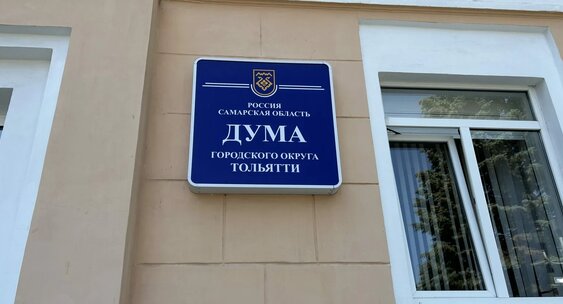 РОССИЯ
САМАРСКАЯ ОБЛАСТЬ
ДУМА
ГОРОДСКОГО ОКРУГА
ТОЛЬЯТТИ